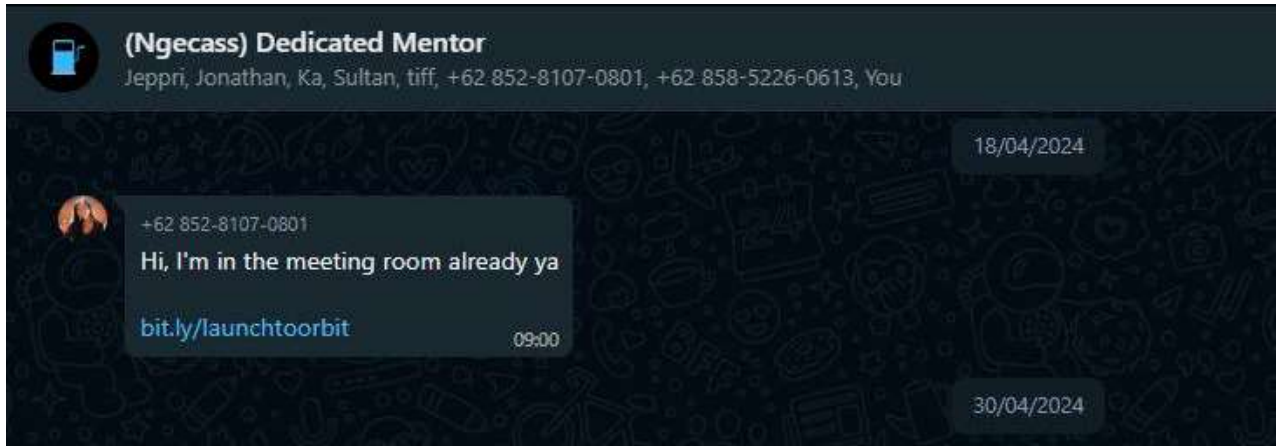 (Ngecass) Dedicated Mentor
Jeppri, Jonathan, Ka, Sultan, tiff, +62 852-8107-0801, +62 858-5226-0613, You
18/04/2024
+62 852-8107-0801
Hi, I'm in the meeting room already ya
bit.ly/launchtoorbit
09:00
30/04/2024